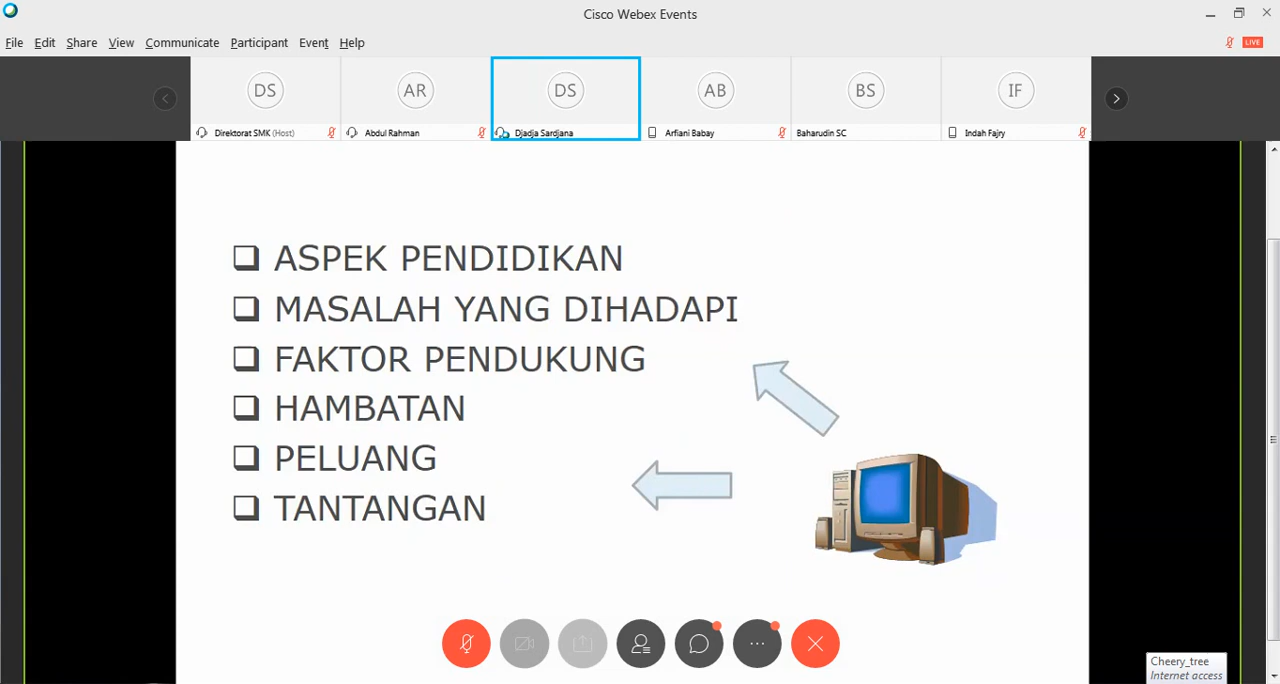 Cisco Webex Events
File Edit Share View Communicate Participant Event Help
LIVE
DS AR DS AB BS IF
Direktorat SMK (Host) Abdul Rahman Djadja Sardjana Arfiani Babay Baharudin SC Indah Fajry
ASPEK PENDIDIKAN
MASALAH YANG DIHADAPI
FAKTOR PENDUKUNG
HAMBATAN
PELUANG
TANTANGAN
Cheery_tree
Internet access